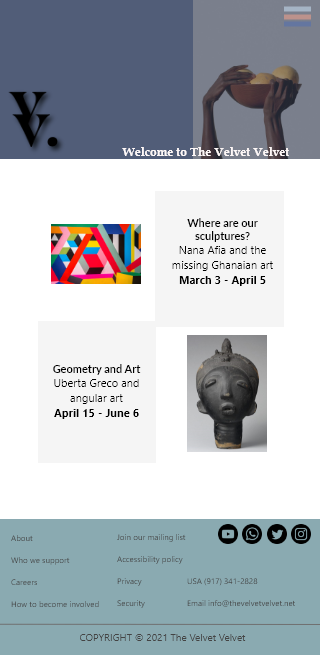 V
V.
Welcome to The Velvet Velvet
Where are our
sculptures?
Nana Afia and the
missing Ghanaian art
March 3 - April 5
Geometry and Art
Uberta Greco and
angular art
April 15 - June 6
About
Who we support
Careers
How to become involved
Join our mailing list
Accessibility policy
Privacy
Security
USA (917) 341-2828
Email info@thevelvetvelvet.net
COPYRIGHT © 2021 The Velvet Velvet